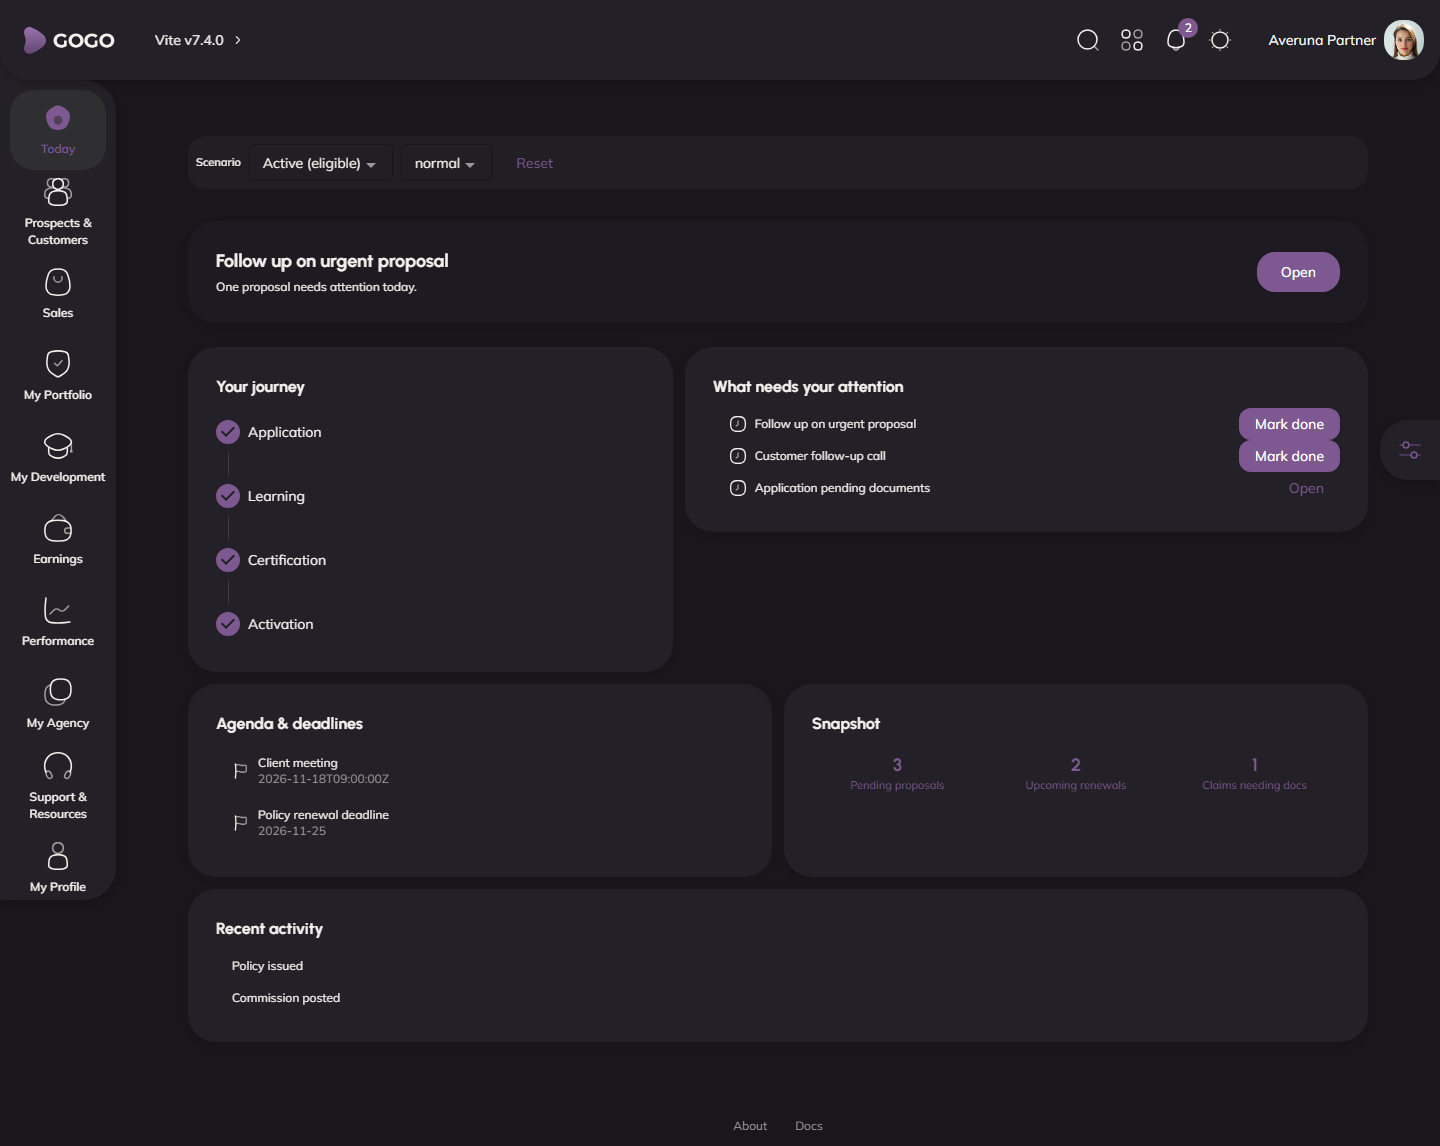 GOGO
Vite v7.4.0
2
Averuna Partner
Today
Prospects &
Customers
Sales
My Portfolio
My Development
Earnings
Performance
My Agency
Support &
Resources
My Profile
Scenario
Active (eligible)
normal
Reset
Follow up on urgent proposal
One proposal needs attention today.
Open
Your journey
Application
Learning
Certification
Activation
What needs your attention
Follow up on urgent proposal
Mark done
Customer follow-up call
Mark done
Application pending documents
Open
Agenda & deadlines
Client meeting
2026-11-18T09:00:00Z
Policy renewal deadline
2026-11-25
Snapshot
3
Pending proposals
2
Upcoming renewals
1
Claims needing docs
Recent activity
Policy issued
Commission posted
About
Docs